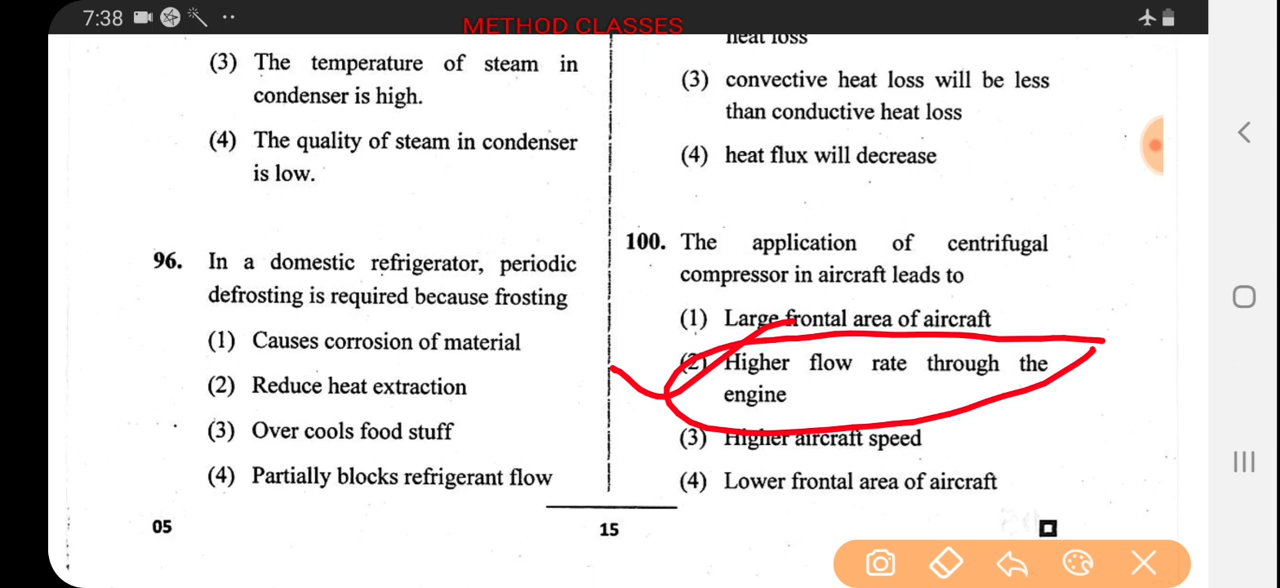 7:38
METHOD CLASSES
(3) The temperature of steam in
condenser is high.
(4) The quality of steam in condenser
is low.
96. In a domestic refrigerator, periodic
defrosting is required because frosting
(1) Causes corrosion of material
(2) Reduce heat extraction
(3) Over cools food stuff
(4) Partially blocks refrigerant flow
heat loss
(3) convective heat loss will be less
than conductive heat loss
(4) heat flux will decrease
100. The application of centrifugal
compressor in aircraft leads to
(1) Large frontal area of aircraft
(2) Higher flow rate through the
engine
(3) Higher aircraft speed
(4) Lower frontal area of aircraft
05
15